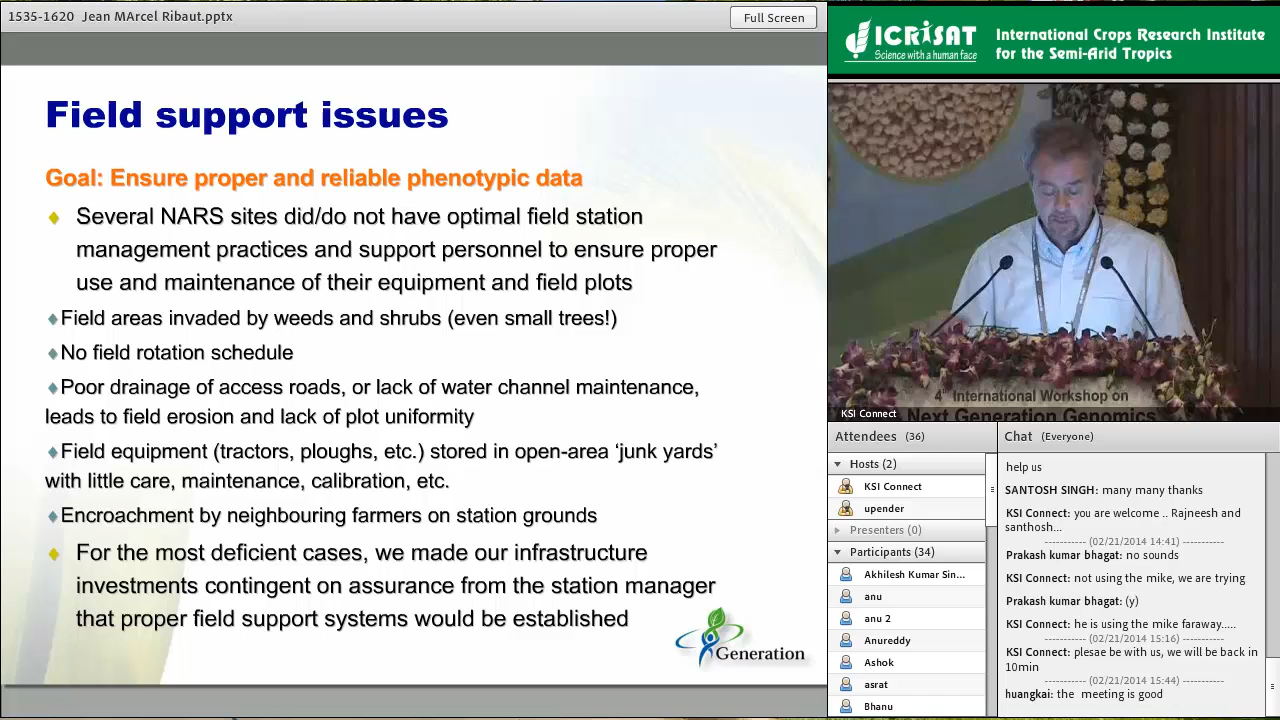 1535-1620 Jean MArcel Ribaut.pptx
Full Screen
Field support issues
Goal: Ensure proper and reliable phenotypic data
Several NARS sites did/do not have optimal field station
management practices and support personnel to ensure proper
use and maintenance of their equipment and field plots
Field areas invaded by weeds and shrubs (even small trees!)
No field rotation schedule
Poor drainage of access roads, or lack of water channel maintenance,
leads to field erosion and lack of plot uniformity
Field equipment (tractors, ploughs, etc.) stored in open-area ‘junk yards’
with little care, maintenance, calibration, etc.
Encroachment by neighbouring farmers on station grounds
For the most deficient cases, we made our infrastructure
investments contingent on assurance from the station manager
that proper field support systems would be established
Generation
ICRISAT
Science with a human face
International Crops Research Institute
for the Semi-Arid Tropics
4th International Workshop on
Next Generation Genomics
KSI Connect
Attendees (36)
Hosts (2)
KSI Connect
upender
Presenters (0)
Participants (34)
Akhilesh Kumar Sin...
anu
anu 2
Anureddy
Ashok
asrat
Bhanu
Chat (Everyone)
help us
SANTOSH SINGH: many many thanks
KSI Connect: you are welcome .. Rajneesh and
santhosh...
----------- (02/21/2014 14:41) -----------
Prakash kumar bhagat: no sounds
KSI Connect: not using the mike, we are trying
Prakash kumar bhagat: (y)
KSI Connect: he is using the mike faraway.....
----------- (02/21/2014 15:16) -----------
KSI Connect: plesae be with us, we will be back in
10min
----------- (02/21/2014 15:44) -----------
huangkai: the meeting is good